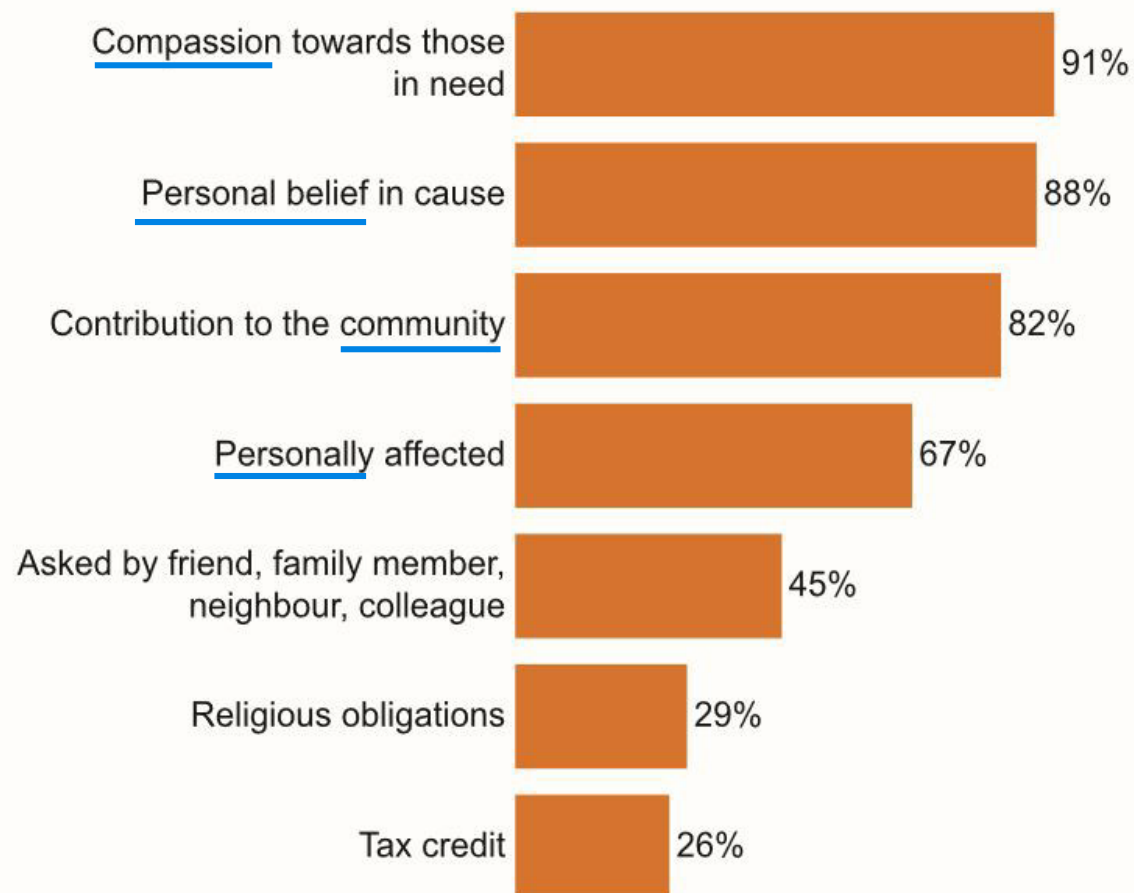 Compassion towards those
in need
91%
Personal belief in cause
88%
Contribution to the community
82%
Personally affected
67%
Asked by friend, family member,
neighbour, colleague
45%
Religious obligations
29%
Tax credit
26%